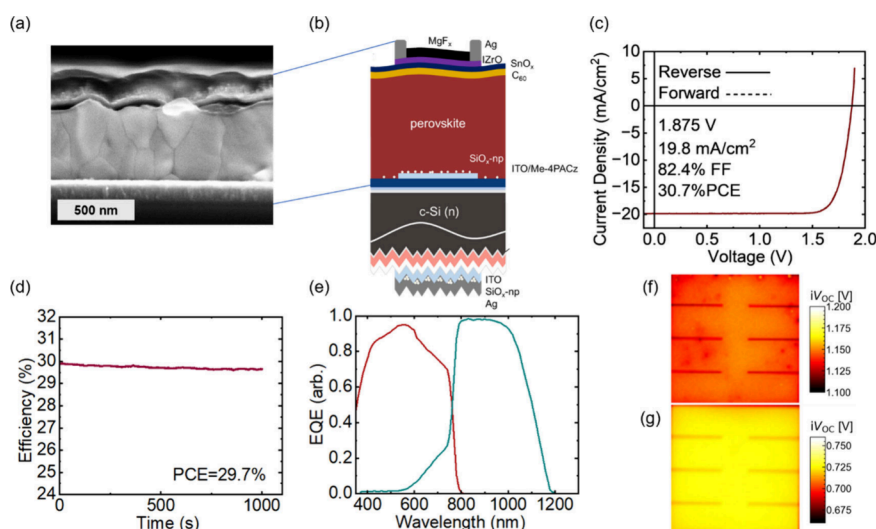 (a)
500 nm
(b)
MgFₓ
Ag
IZrO
SnOₓ
C₆₀
perovskite
SiOₓ-np
ITO/Me-4PACz
c-Si (n)
ITO
SiOₓ-np
Ag
(c)
Current Density (mA/cm²)
10
5
0
−5
−10
−15
−20
−25
Reverse
Forward
1.875 V
19.8 mA/cm²
82.4% FF
30.7%PCE
0.0
0.5
1.0
1.5
2.0
Voltage (V)
(d)
Efficiency (%)
32
31
30
29
28
27
26
25
24
PCE=29.7%
0
500
1000
Time (s)
(e)
EQE (arb.)
1.0
0.8
0.6
0.4
0.2
0.0
400
600
800
1000
1200
Wavelength (nm)
(f)
iVOC [V]
1.200
1.175
1.150
1.125
1.100
(g)
iVOC [V]
0.750
0.725
0.700
0.675